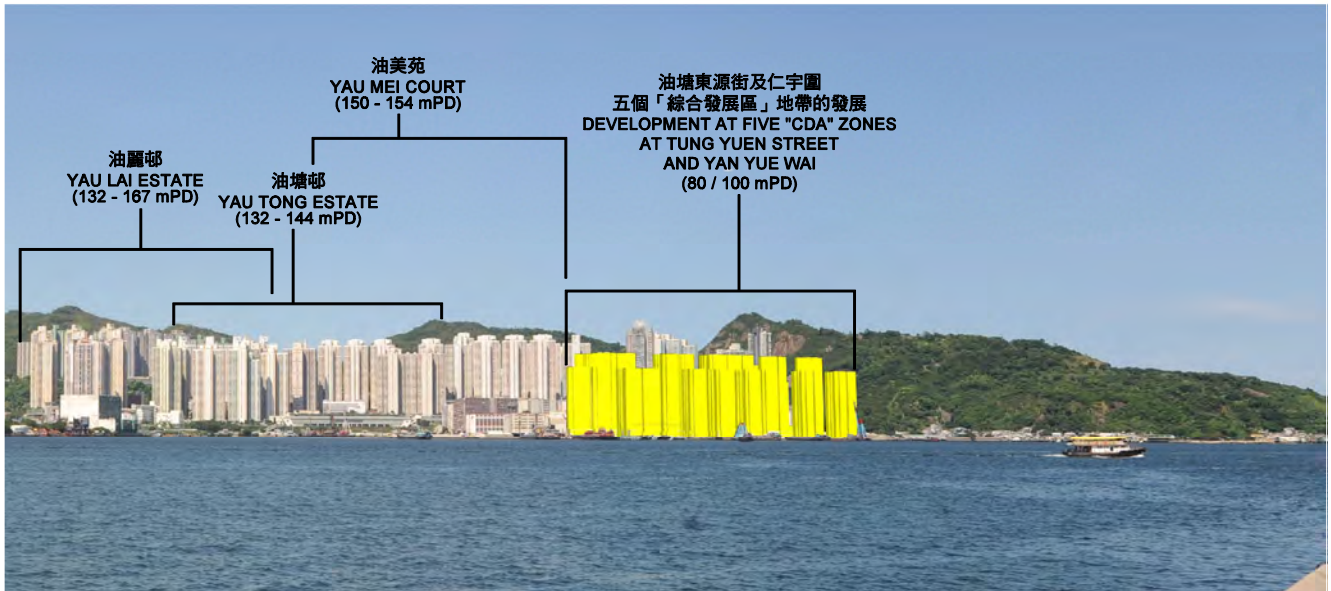 油美苑
YAU MEI COURT
(150 - 154 mPD)
油塘東源街及仁宇圍
五個「綜合發展區」地帶的發展
DEVELOPMENT AT FIVE "CDA" ZONES
AT TUNG YUEN STREET
AND YAN YUE WAI
(80 / 100 mPD)
油麗邨
YAU LAI ESTATE
(132 - 167 mPD)
油塘邨
YAU TONG ESTATE
(132 - 144 mPD)